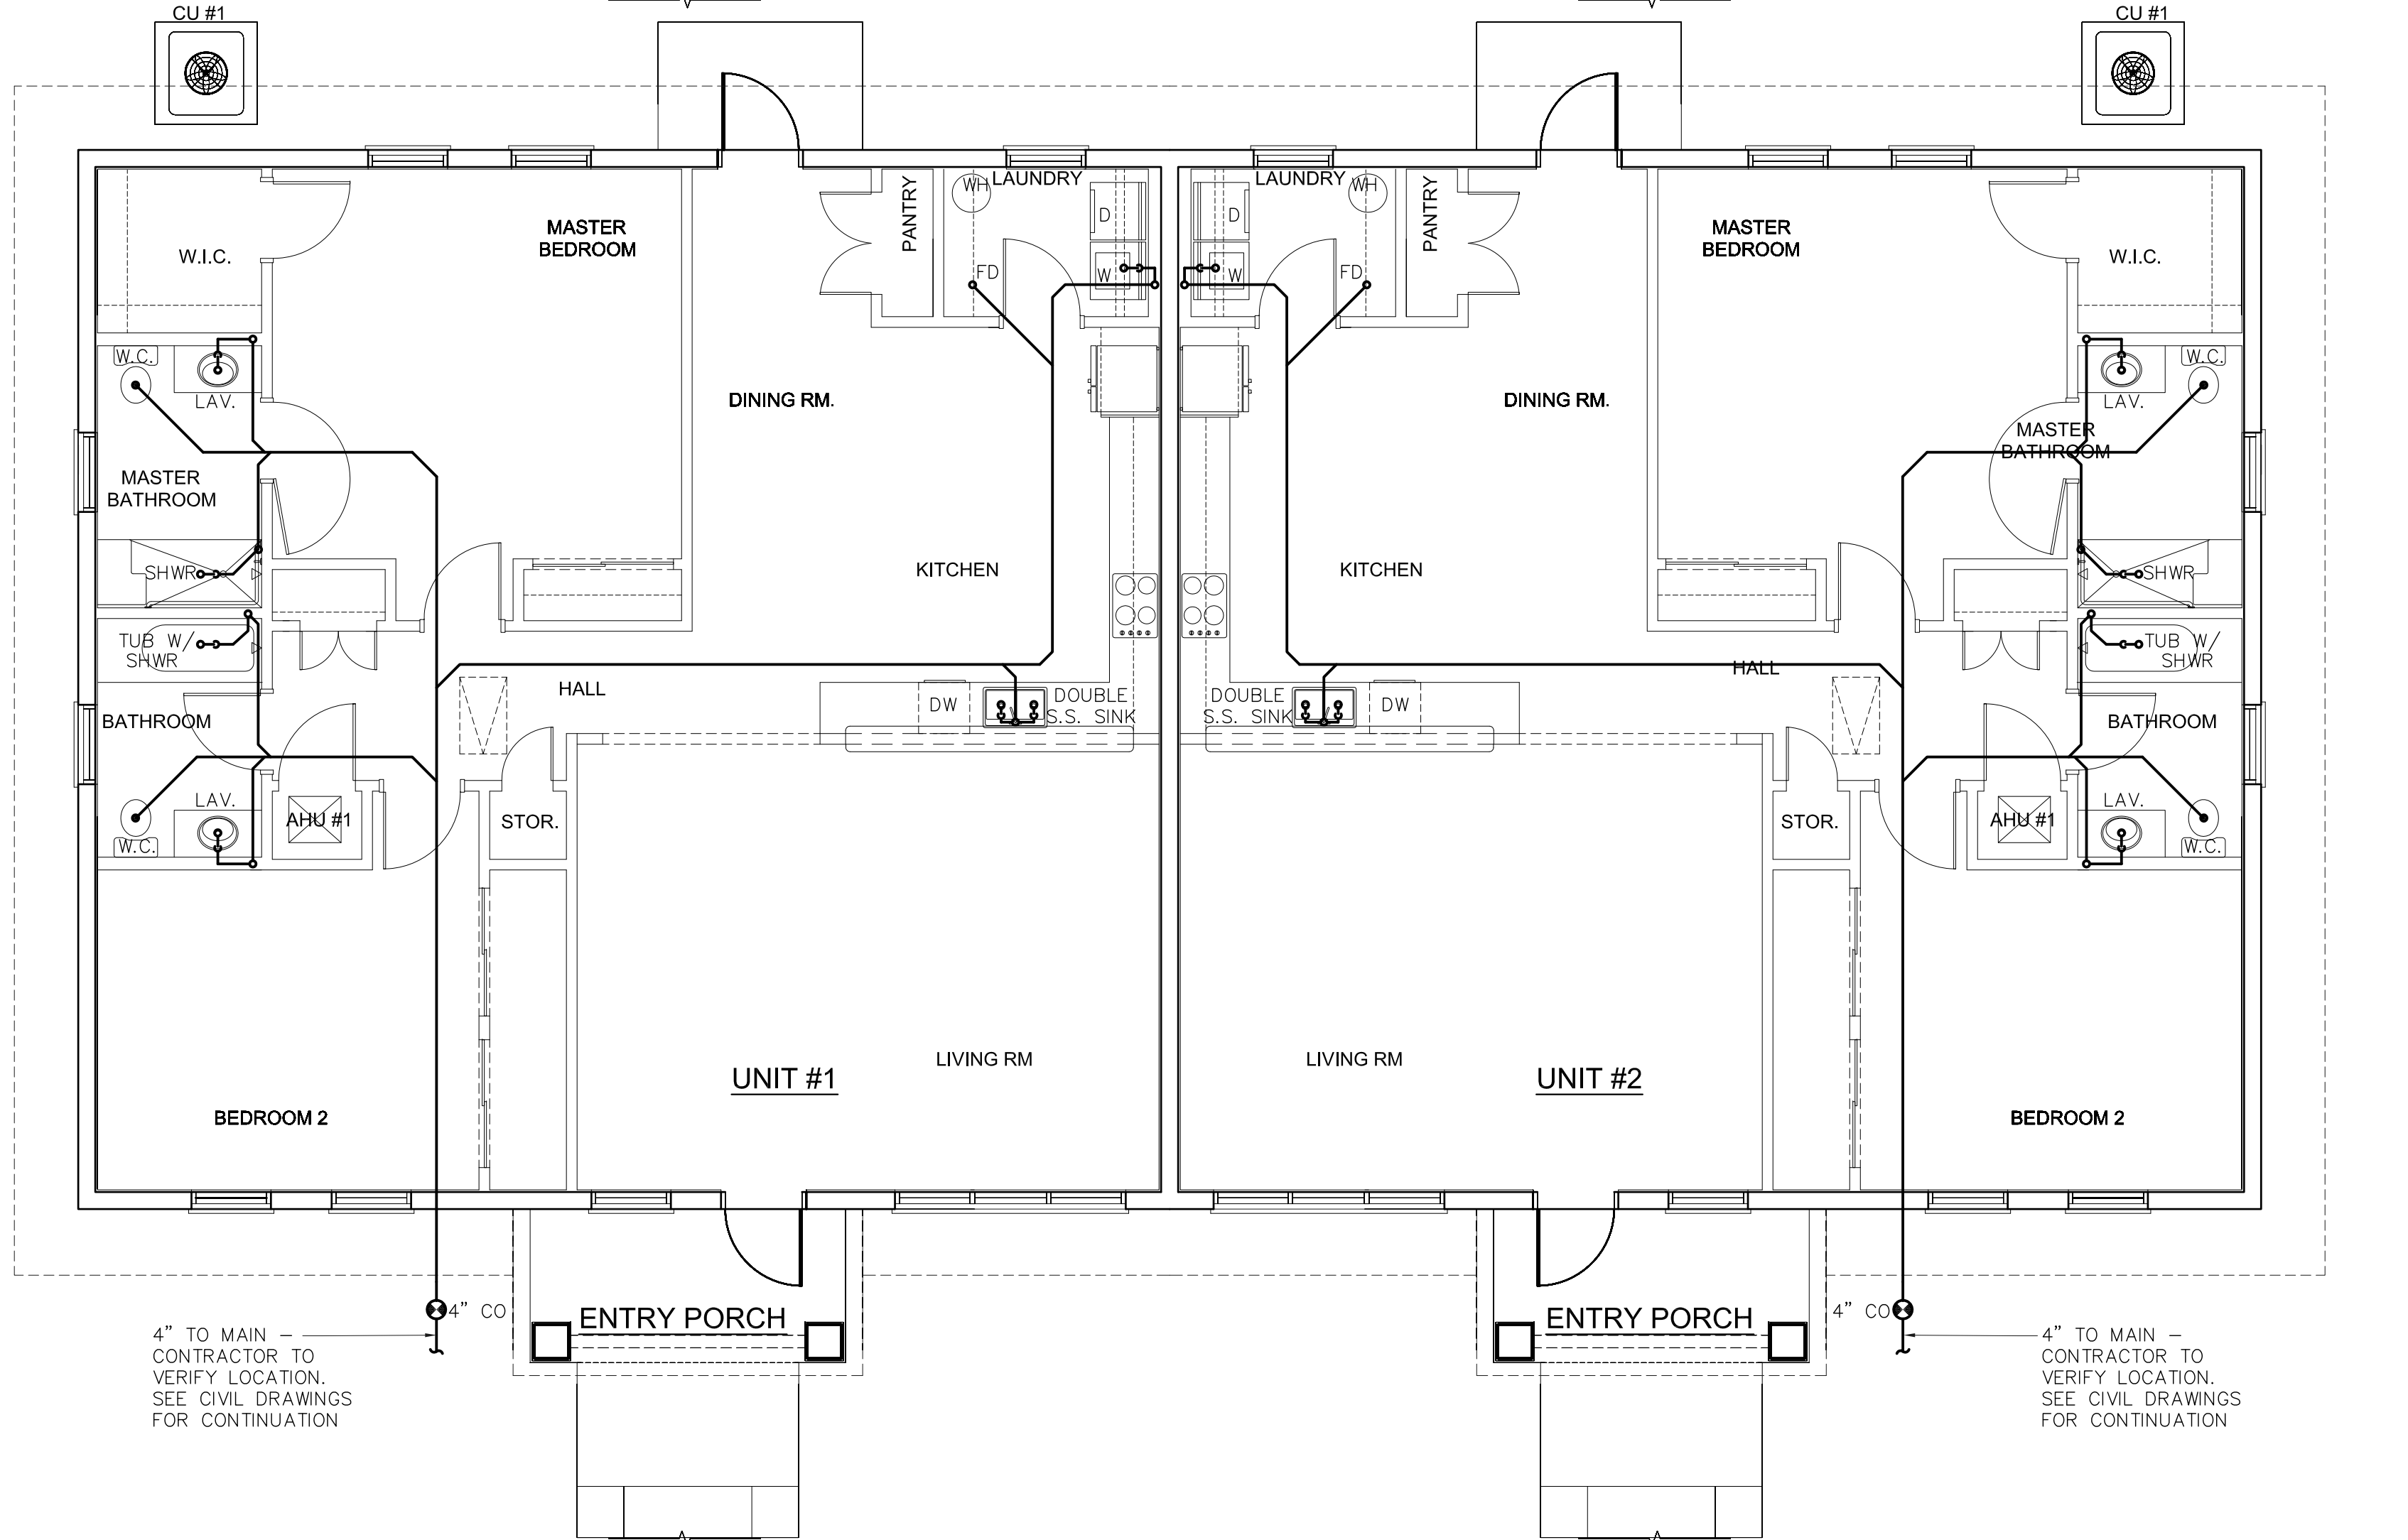 CU #1
CU #1
LAUNDRY
LAUNDRY
WH
WH
PANTRY
PANTRY
D
D
MASTER
BEDROOM
MASTER
BEDROOM
W.I.C.
W.I.C.
FD
W
W
FD
W.C.
LAV.
DINING RM.
DINING RM.
LAV.
W.C.
MASTER
BATHROOM
MASTER
BATHROOM
SHWR
KITCHEN
KITCHEN
SHWR
TUB W/
SHWR
TUB W/
SHWR
HALL
HALL
DW
DOUBLE
S.S. SINK
DOUBLE
S.S. SINK
DW
BATHROOM
BATHROOM
LAV.
LAV.
AHU #1
STOR.
STOR.
AHU #1
W.C.
W.C.
LIVING RM
LIVING RM
UNIT #1
UNIT #2
BEDROOM 2
BEDROOM 2
4" CO
ENTRY PORCH
ENTRY PORCH
4" CO
4" TO MAIN –
CONTRACTOR TO
VERIFY LOCATION.
SEE CIVIL DRAWINGS
FOR CONTINUATION
4" TO MAIN –
CONTRACTOR TO
VERIFY LOCATION.
SEE CIVIL DRAWINGS
FOR CONTINUATION